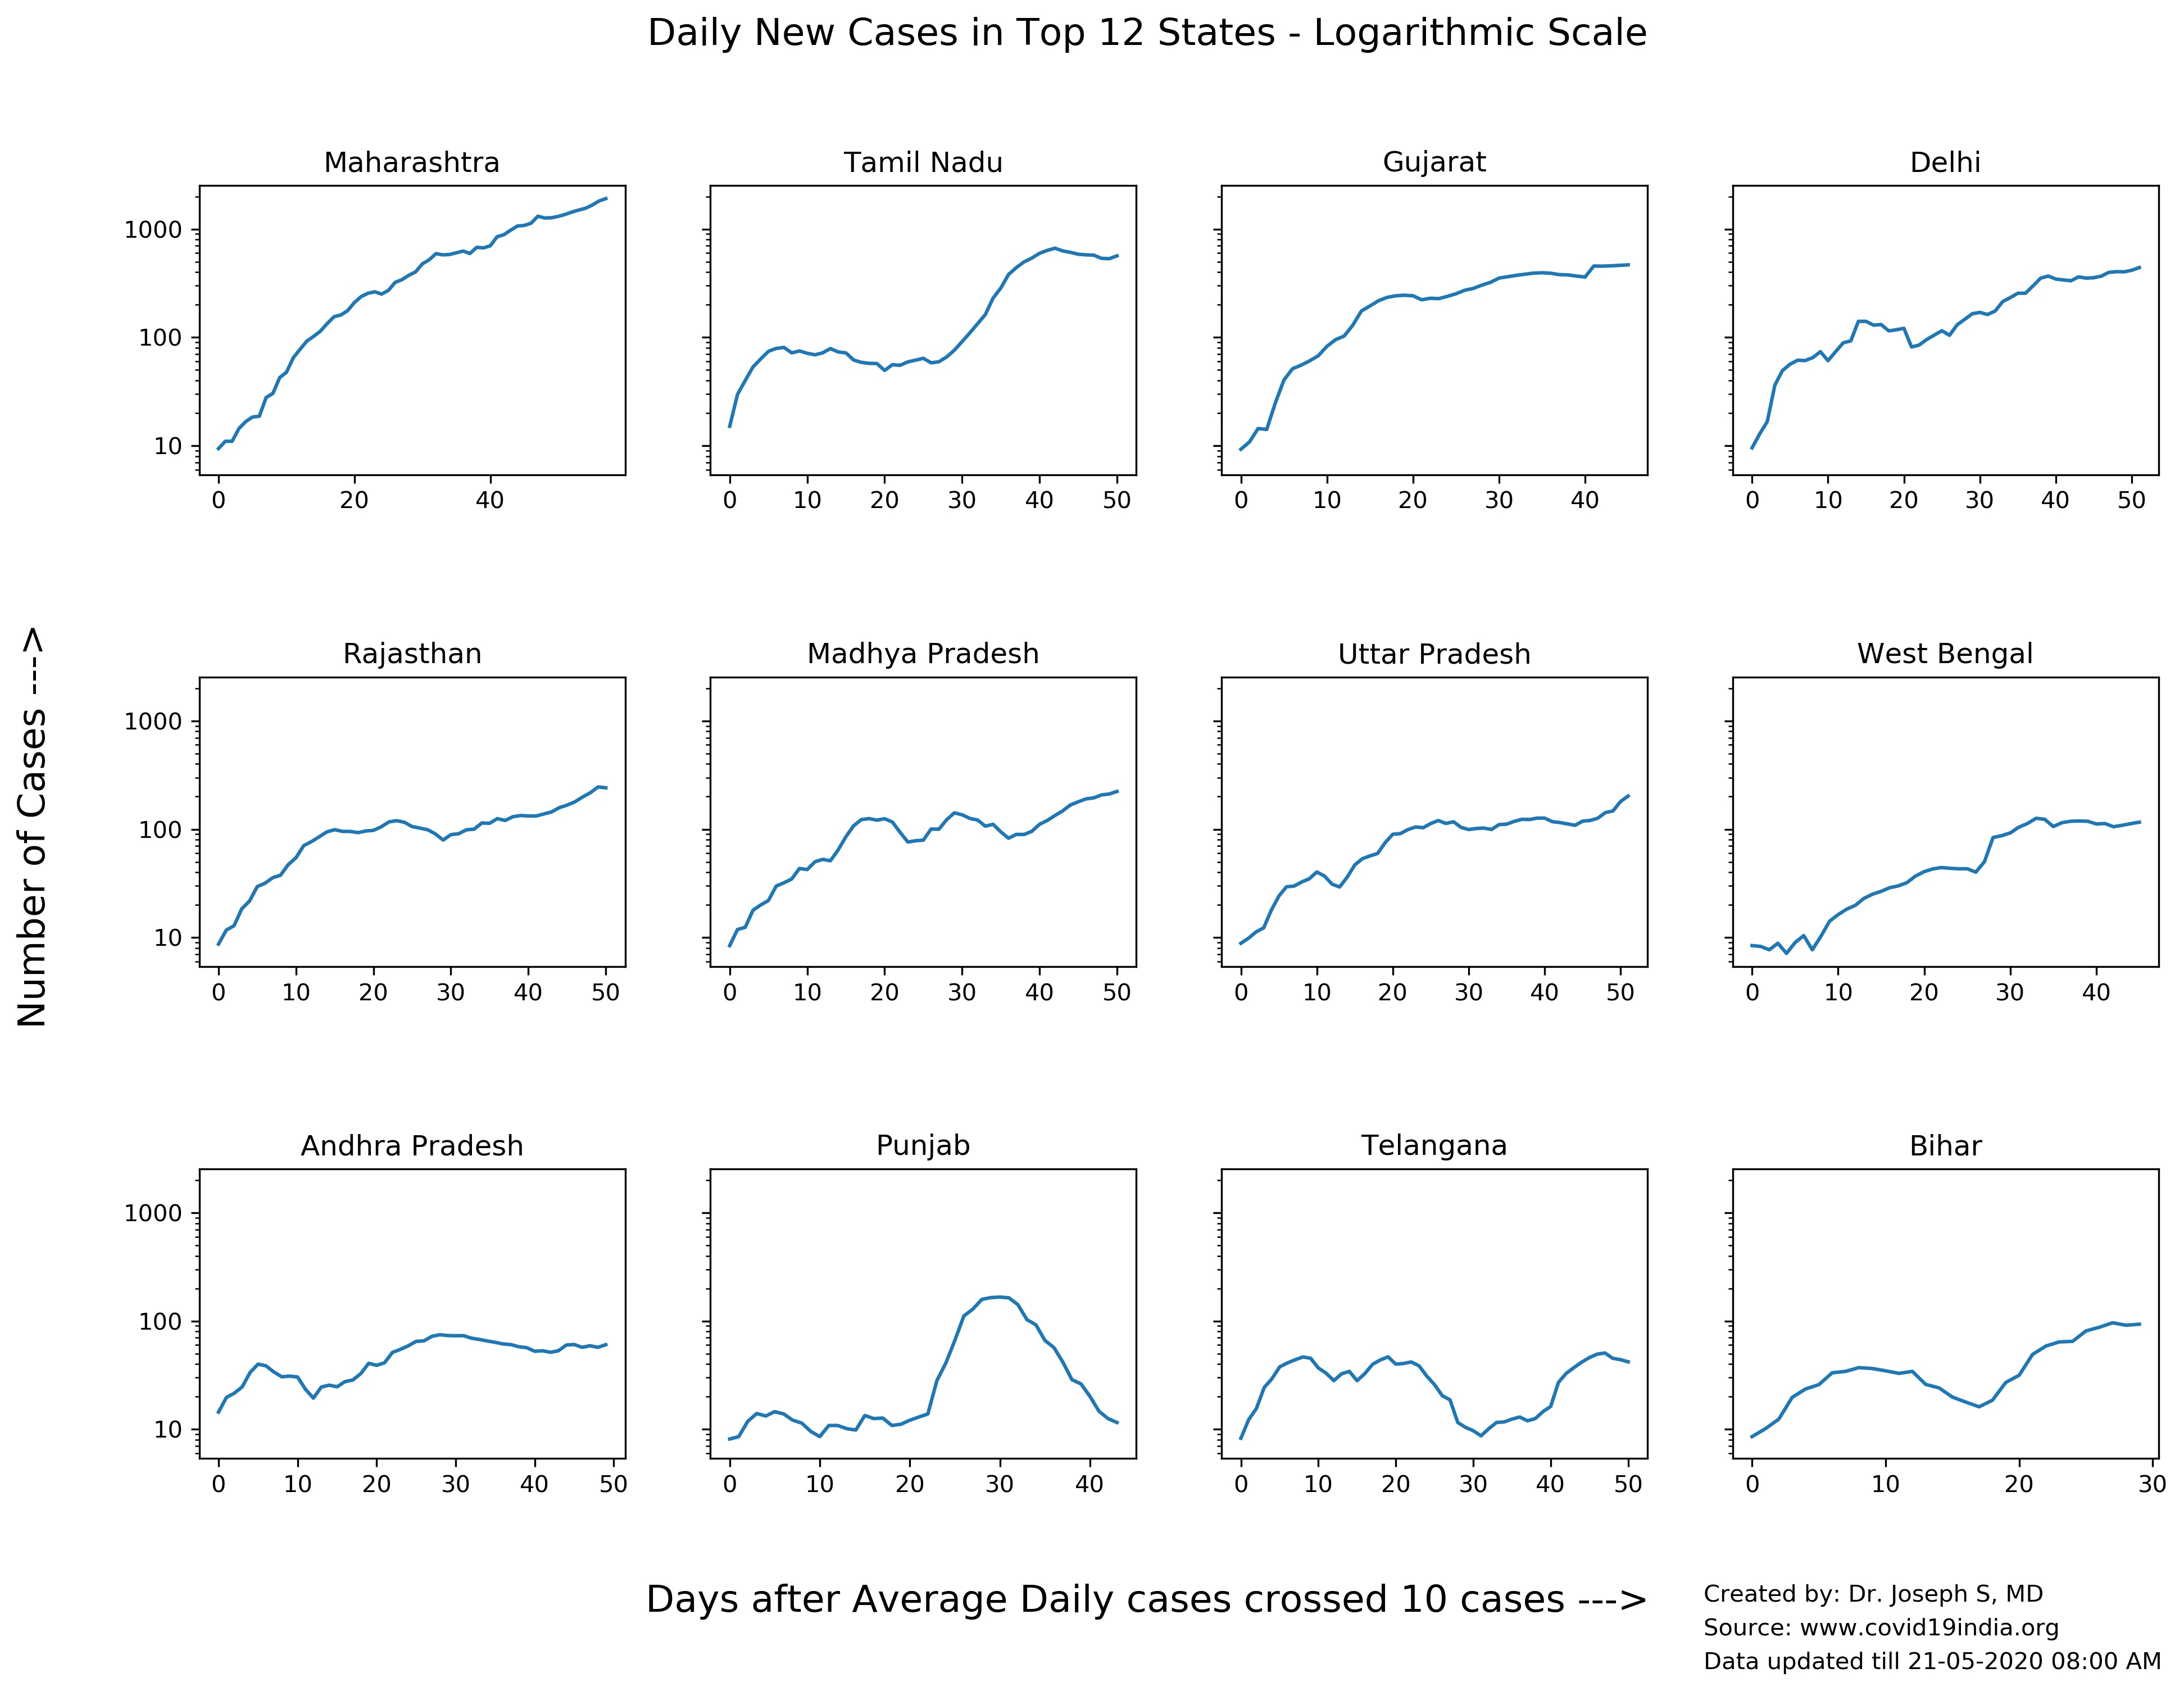 Daily New Cases in Top 12 States - Logarithmic Scale
Maharashtra
Tamil Nadu
Gujarat
Delhi
1000
100
10
0 20 40
0 10 20 30 40 50
0 10 20 30 40
0 10 20 30 40 50
Number of Cases --->
Rajasthan
Madhya Pradesh
Uttar Pradesh
West Bengal
1000
100
10
0 10 20 30 40 50
0 10 20 30 40 50
0 10 20 30 40 50
0 10 20 30 40
Andhra Pradesh
Punjab
Telangana
Bihar
1000
100
10
0 10 20 30 40 50
0 10 20 30 40
0 10 20 30 40 50
0 10 20 30
Days after Average Daily cases crossed 10 cases --->
Created by: Dr. Joseph S, MD
Source: www.covid19india.org
Data updated till 21-05-2020 08:00 AM